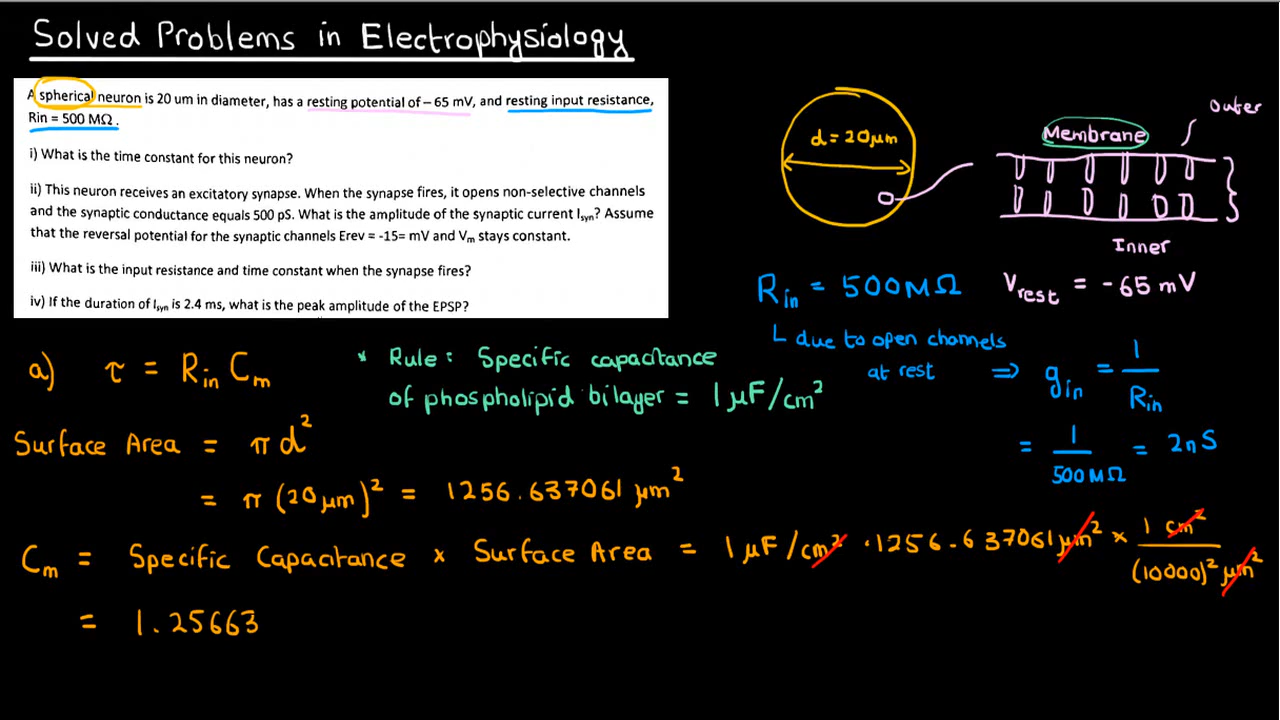 Solved Problems in Electrophysiology
A spherical neuron is 20 um in diameter, has a resting potential of – 65 mV, and resting input resistance,
Rin = 500 MΩ .
i) What is the time constant for this neuron?
ii) This neuron receives an excitatory synapse. When the synapse fires, it opens non-selective channels
and the synaptic conductance equals 500 pS. What is the amplitude of the synaptic current Isyn? Assume
that the reversal potential for the synaptic channels Erev = -15= mV and Vm stays constant.
iii) What is the input resistance and time constant when the synapse fires?
iv) If the duration of Isyn is 2.4 ms, what is the peak amplitude of the EPSP?
d = 20μm
Outer
Membrane
Inner
Rin = 500MΩ
Vrest = -65 mV
due to open channels
at rest
⇒ gin = 1/Rin
= 1/500MΩ = 2nS
a) τ = Rin Cm
* Rule: Specific capacitance
of phospholipid bilayer = 1μF/cm²
Surface Area = πd²
= π(20μm)² = 1256.637061μm²
Cm = Specific Capacitance × Surface Area = 1μF/cm² · 1256.637061μm² × 1 cm²/(10000)² μm²
= 1.25663